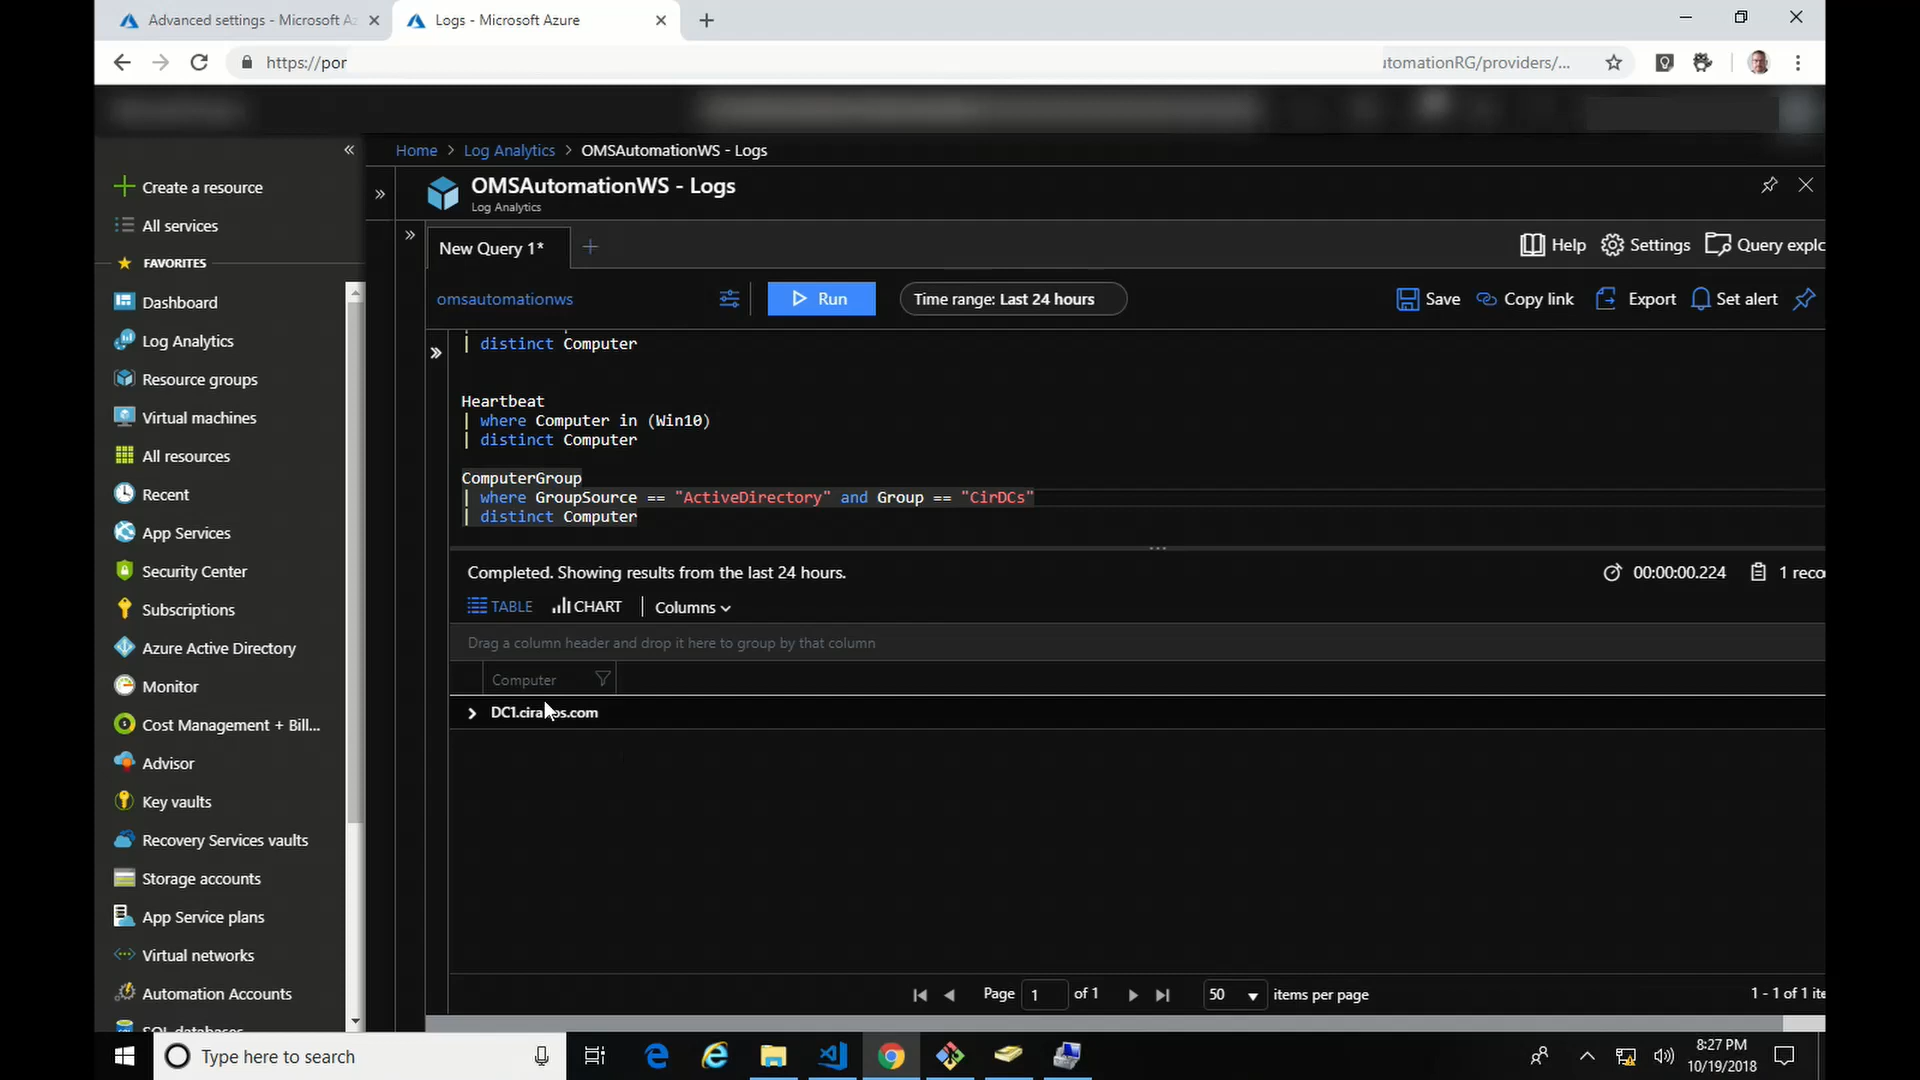 Advanced settings - Microsoft Az
Logs - Microsoft Azure
https://por
utomationRG/providers/...
Home > Log Analytics > OMSAutomationWS - Logs
Create a resource
All services
FAVORITES
Dashboard
Log Analytics
Resource groups
Virtual machines
All resources
Recent
App Services
Security Center
Subscriptions
Azure Active Directory
Monitor
Cost Management + Bill...
Advisor
Key vaults
Recovery Services vaults
Storage accounts
App Service plans
Virtual networks
Automation Accounts
SQL databases
OMSAutomationWS - Logs
Log Analytics
New Query 1*
Help
Settings
Query explo
omsautomationws
Run
Time range: Last 24 hours
Save
Copy link
Export
Set alert
| distinct Computer
Heartbeat
| where Computer in (Win10)
| distinct Computer
ComputerGroup
| where GroupSource == "ActiveDirectory" and Group == "CirDCs"
| distinct Computer
Completed. Showing results from the last 24 hours.
00:00:00.224
1 reco
TABLE
CHART
Columns
Drag a column header and drop it here to group by that column
Computer
Page 1 of 1
50 items per page
1 - 1 of 1 ite
Type here to search
8:27 PM
10/19/2018